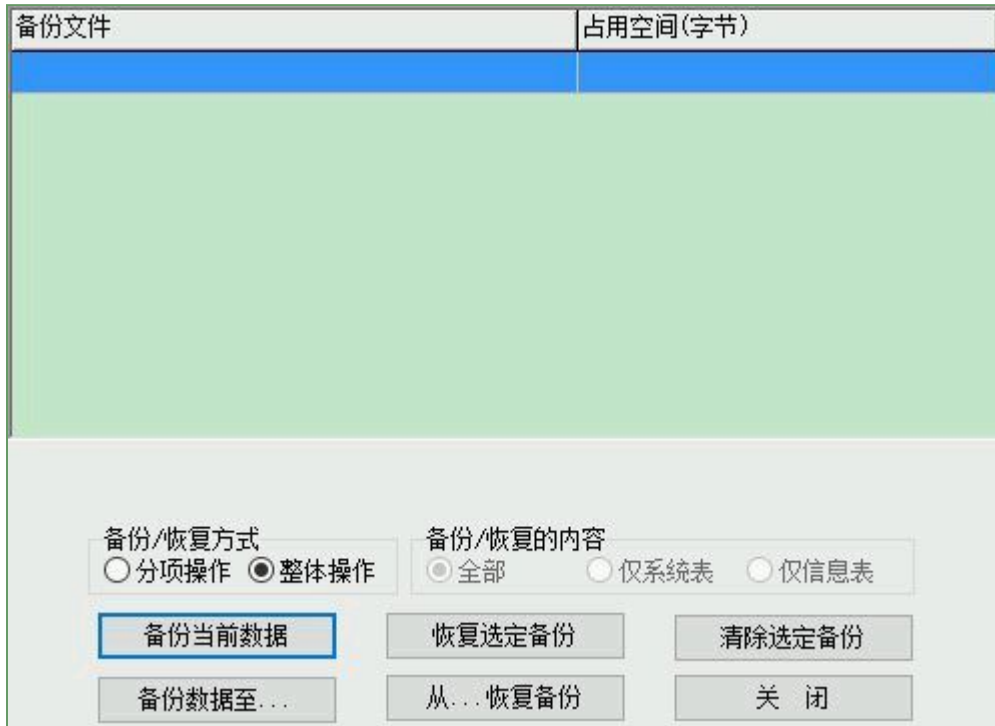 备份文件 占用空间(字节)
备份/恢复方式 备份/恢复的内容
分项操作 整体操作 全部 仅系统表 仅信息表
备份当前数据 恢复选定备份 清除选定备份
备份数据至... 从...恢复备份 关 闭